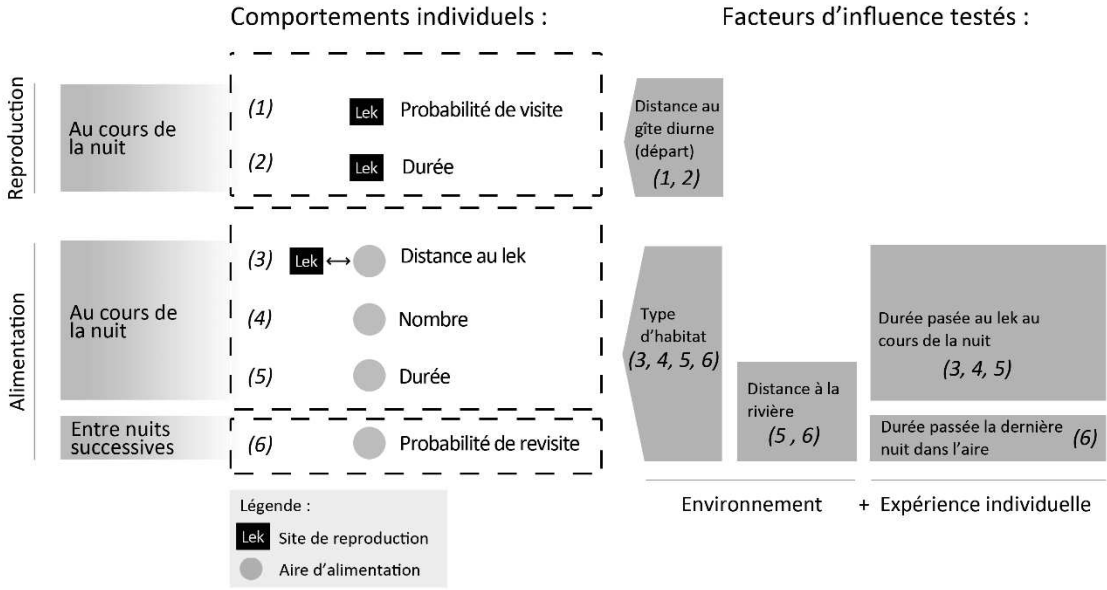 Comportements individuels :
Facteurs d’influence testés :
Reproduction
Au cours de
la nuit
(1) Lek Probabilité de visite
(2) Lek Durée
Distance au
gîte diurne
(départ)
(1, 2)
Alimentation
Au cours de
la nuit
(3) Lek Distance au lek
(4) Nombre
(5) Durée
Entre nuits
successives
(6) Probabilité de revisite
Type
d’habitat
(3, 4, 5, 6)
Distance à la
rivière
(5 , 6)
Durée pasée au lek au
cours de la nuit
(3, 4, 5)
Durée passée la dernière
nuit dans l’aire
(6)
Environnement + Expérience individuelle
Légende :
Lek Site de reproduction
Aire d’alimentation